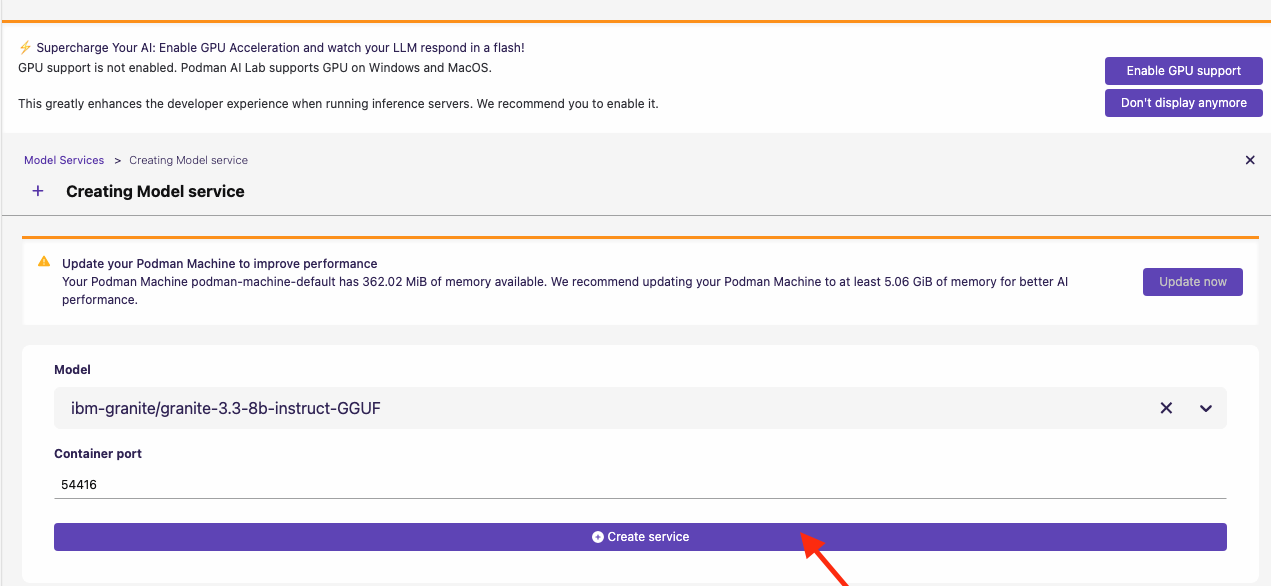 ⚡ Supercharge Your AI: Enable GPU Acceleration and watch your LLM respond in a flash!
GPU support is not enabled. Podman AI Lab supports GPU on Windows and MacOS.
Enable GPU support
This greatly enhances the developer experience when running inference servers. We recommend you to enable it.
Don't display anymore
Model Services > Creating Model service
Creating Model service
Update your Podman Machine to improve performance
Your Podman Machine podman-machine-default has 362.02 MiB of memory available. We recommend updating your Podman Machine to at least 5.06 GiB of memory for better AI
performance.
Update now
Model
ibm-granite/granite-3.3-8b-instruct-GGUF
Container port
54416
Create service